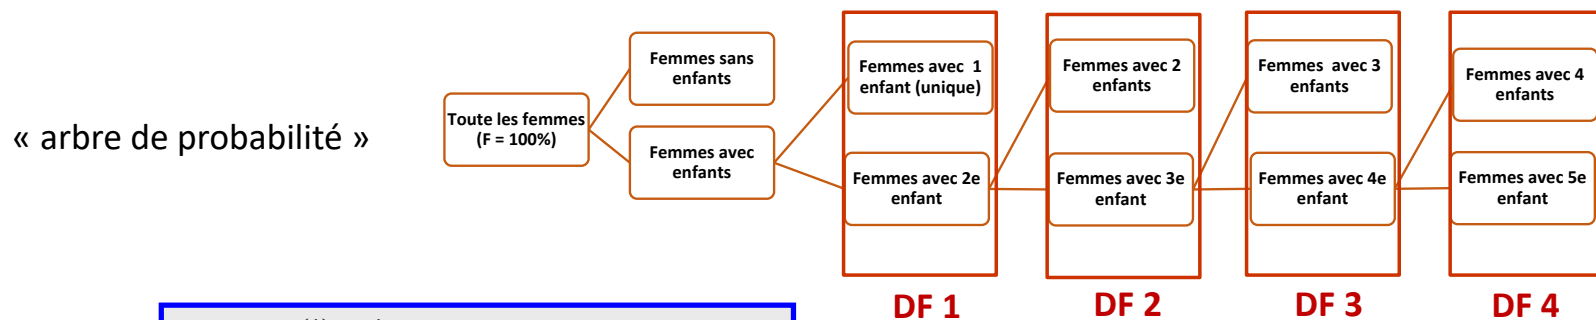 « arbre de probabilité »
Toute les femmes
(F = 100%)
Femmes sans
enfants
Femmes avec
enfants
Femmes avec 1
enfant (unique)
Femmes avec 2e
enfant
Femmes avec 2
enfants
Femmes avec 3e
enfant
Femmes avec 3
enfants
Femmes avec 4e
enfant
Femmes avec 4
enfants
Femmes avec 5e
enfant
DF 1
DF 2
DF 3
DF 4